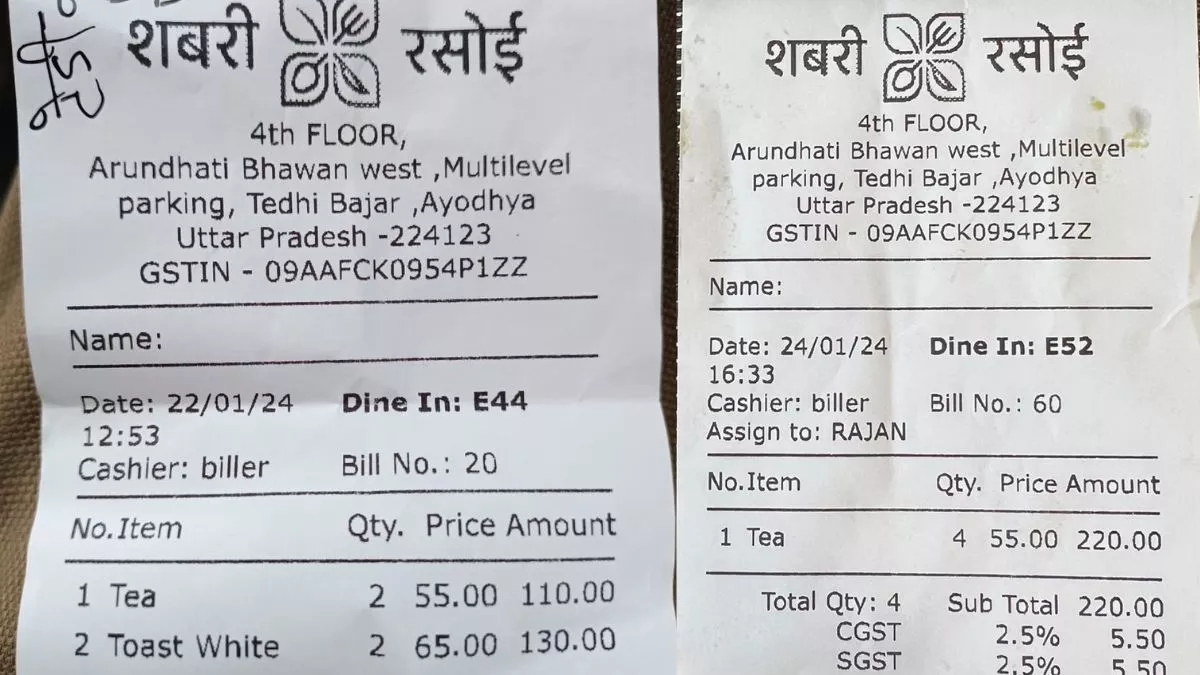 शबरी रसोई
4th FLOOR,
Arundhati Bhawan west ,Multilevel
parking, Tedhi Bajar ,Ayodhya
Uttar Pradesh -224123
GSTIN - 09AAFCK0954P1ZZ
Name:
Date: 22/01/24 Dine In: E44
12:53
Cashier: biller Bill No.: 20
No.Item Qty. Price Amount
1 Tea 2 55.00 110.00
2 Toast White 2 65.00 130.00
शबरी रसोई
4th FLOOR,
Arundhati Bhawan west ,Multilevel
parking, Tedhi Bajar ,Ayodhya
Uttar Pradesh -224123
GSTIN - 09AAFCK0954P1ZZ
Name:
Date: 24/01/24 Dine In: E52
16:33
Cashier: biller Bill No.: 60
Assign to: RAJAN
No.Item Qty. Price Amount
1 Tea 4 55.00 220.00
Total Qty: 4 Sub Total 220.00
CGST 2.5% 5.50
SGST 2.5% 5.50